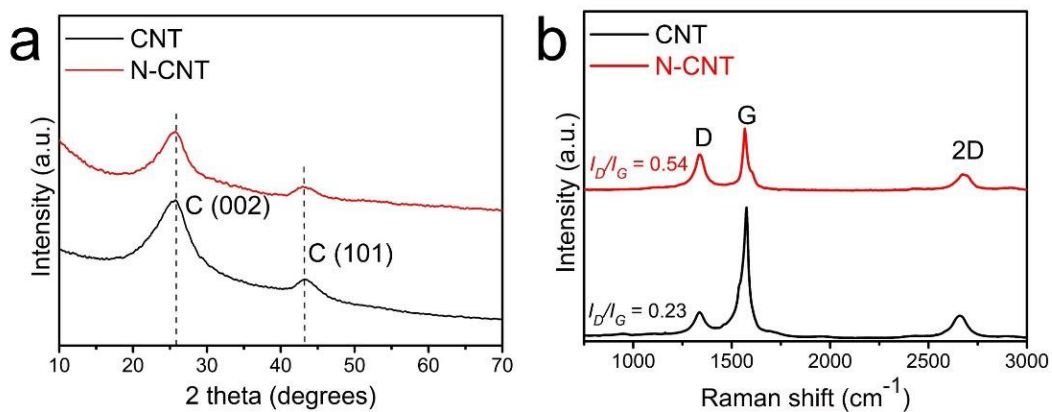 a
CNT
N-CNT
C (002)
C (101)
Intensity (a.u.)
10 20 30 40 50 60 70
2 theta (degrees)
b
CNT
N-CNT
D
G
2D
I_D/I_G = 0.54
I_D/I_G = 0.23
Intensity (a.u.)
1000 1500 2000 2500 3000
Raman shift (cm⁻¹)